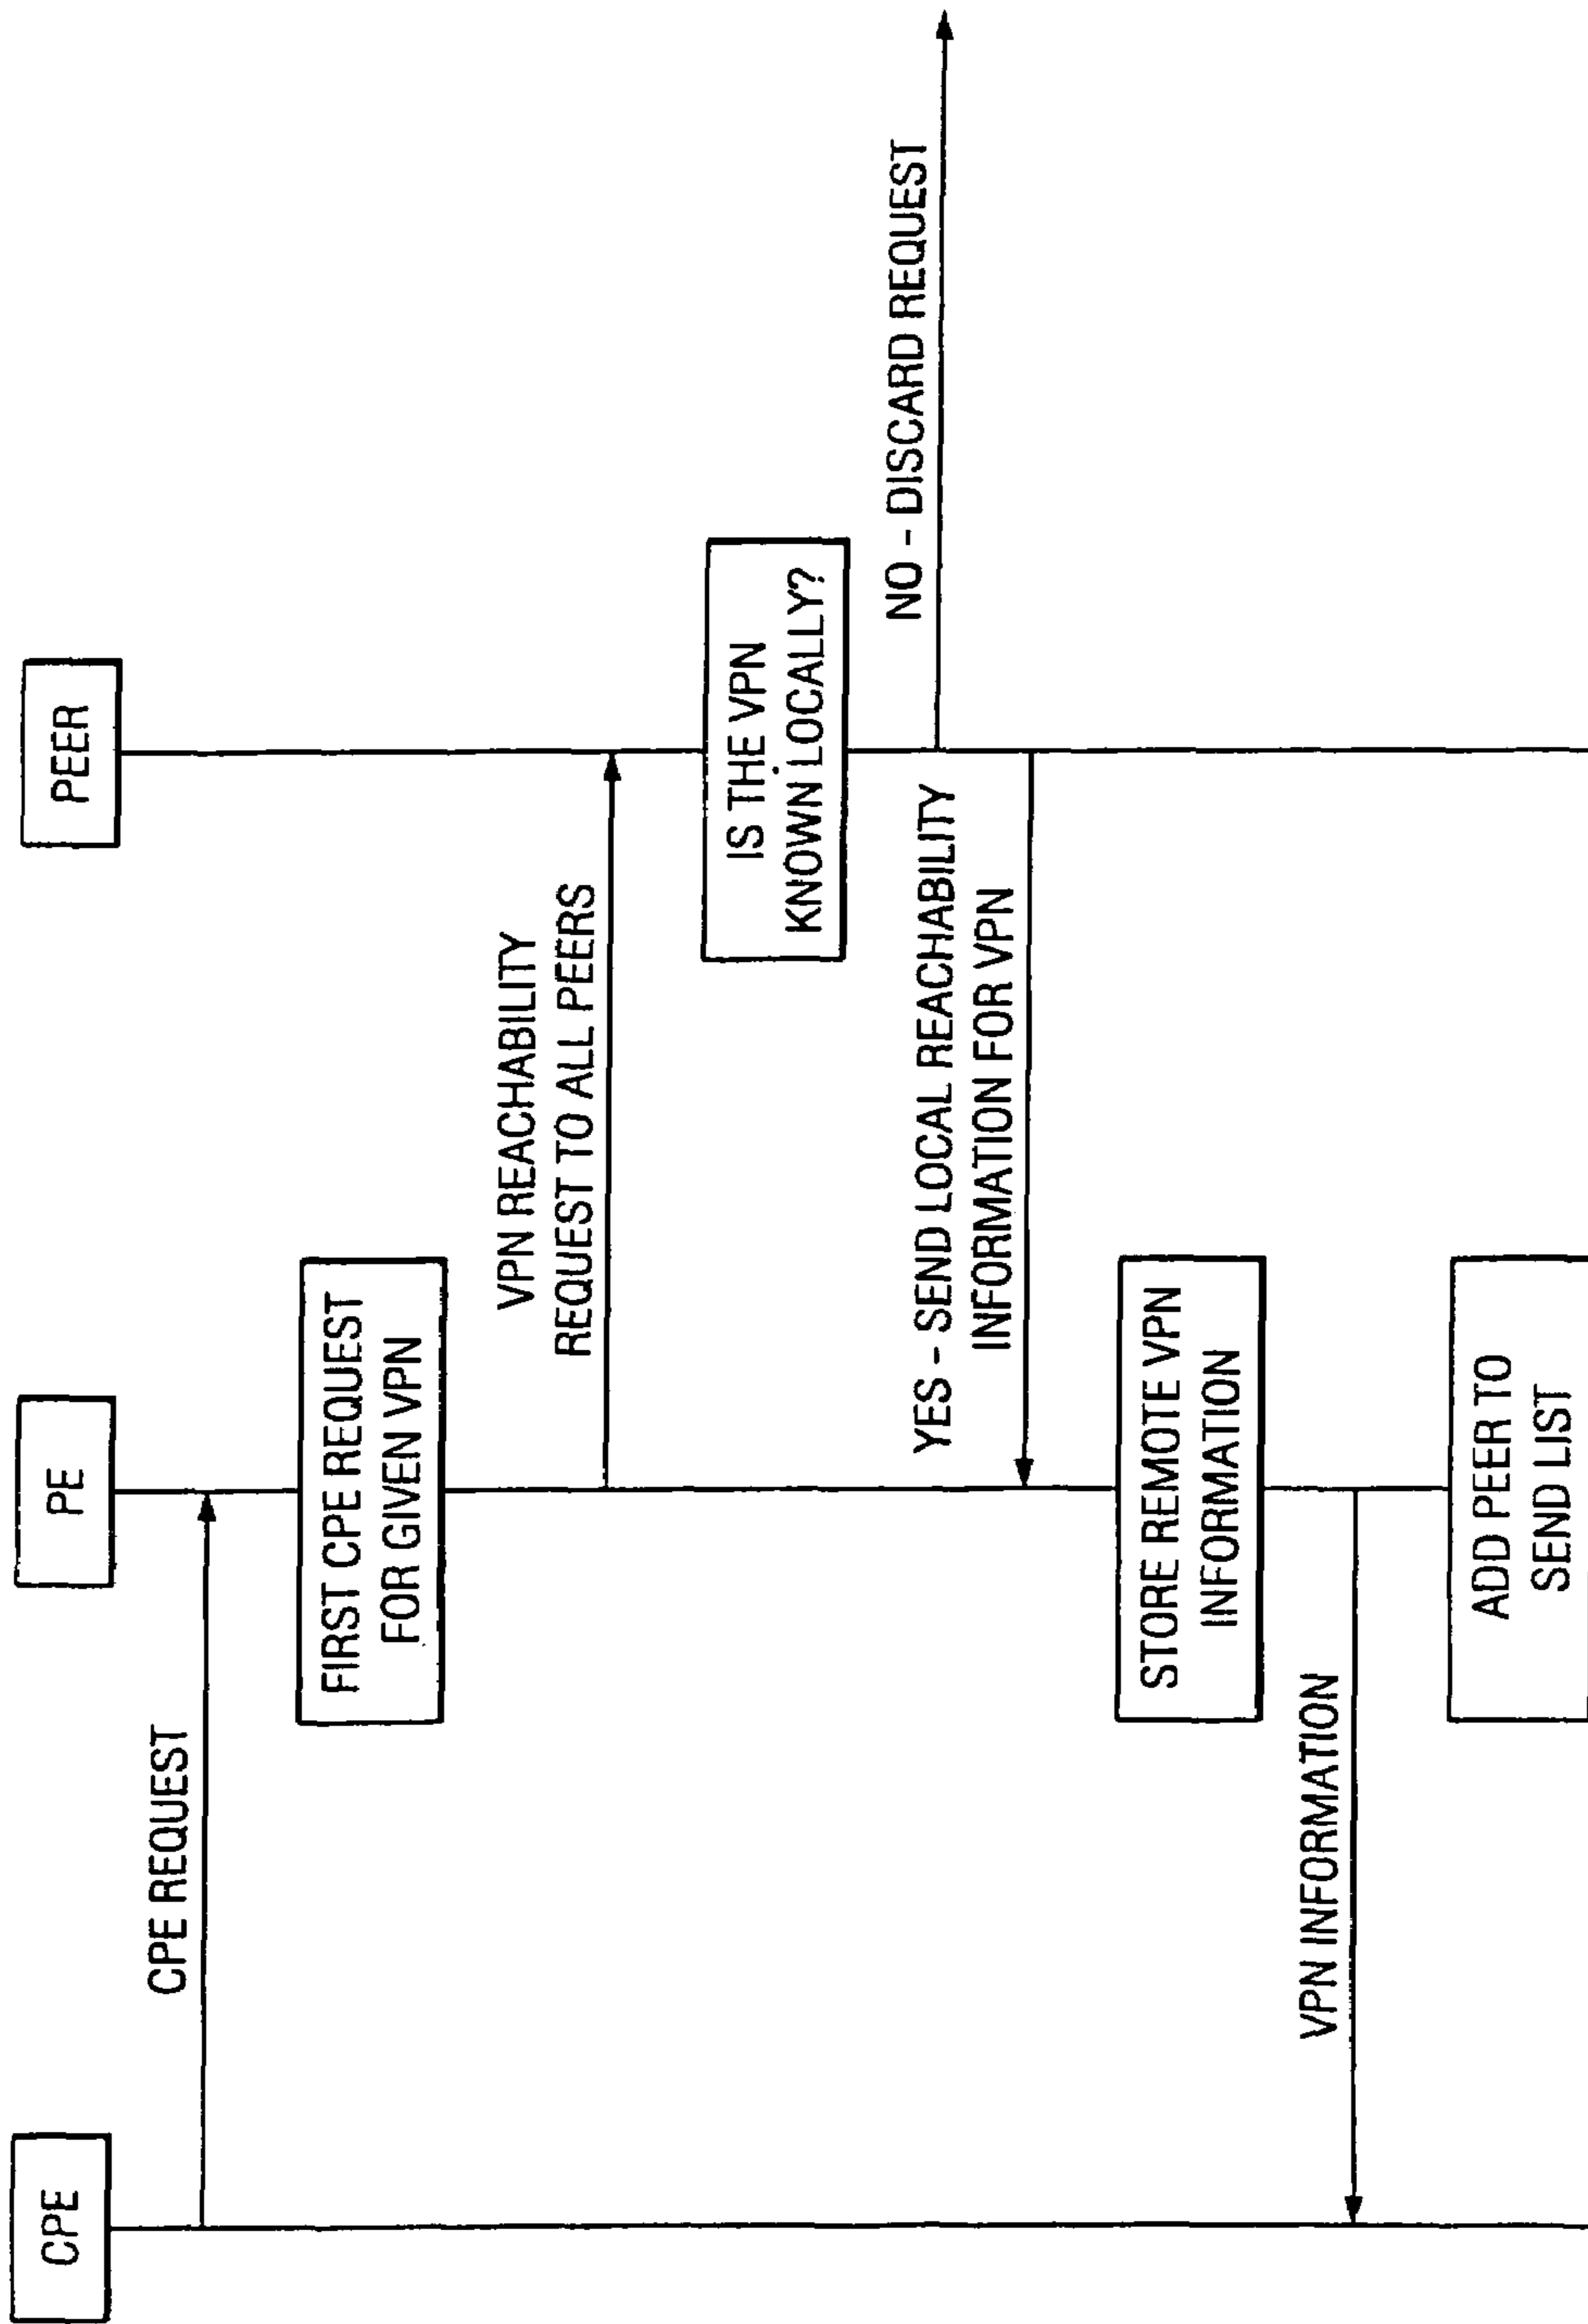 CPE
PE
PEER
CPE REQUEST
FIRST CPE REQUEST
FOR GIVEN VPN
VPN REACHABILITY
REQUEST TO ALL PEERS
IS THE VPN
KNOWN LOCALLY?
NO - DISCARD REQUEST
YES - SEND LOCAL REACHABILITY
INFORMATION FOR VPN
STORE REMOTE VPN
INFORMATION
VPN INFORMATION
ADD PEER TO
SEND LIST